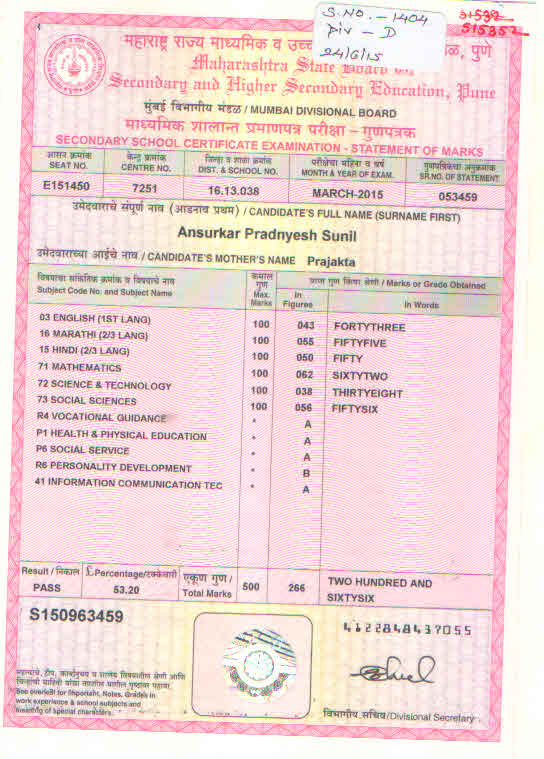 S.NO. - 1404
Div - D
24/6/15
51539
515352
महाराष्ट्र राज्य माध्यमिक व उच्च
ळ, पुणे
Maharashtra State Board of
Secondary and Higher Secondary Education, Pune
मुंबई विभागीय मंडळ / MUMBAI DIVISIONAL BOARD
माध्यमिक शालान्त प्रमाणपत्र परीक्षा - गुणपत्रक
SECONDARY SCHOOL CERTIFICATE EXAMINATION - STATEMENT OF MARKS
आसन क्रमांक केन्द्र क्रमांक जिल्हा व शाळा क्रमांक परीक्षेचा महिना व वर्ष गुणपत्रिकेचा अनुक्रमांक
SEAT NO. CENTRE NO. DIST. & SCHOOL NO. MONTH & YEAR OF EXAM. SR.NO. OF STATEMENT
E151450 7251 16.13.038 MARCH-2015 053459
उमेदवाराचे संपूर्ण नाव (आडनाव प्रथम) / CANDIDATE'S FULL NAME (SURNAME FIRST)
Ansurkar Pradnyesh Sunil
उमेदवाराच्या आईचे नाव / CANDIDATE'S MOTHER'S NAME Prajakta
विषयाचा सांकेतिक क्रमांक व विषयाचे नाव
Subject Code No. and Subject Name
कमाल
गुण
Max.
Marks
प्राप्त गुण किंवा श्रेणी / Marks or Grade Obtained
In
Figures
In Words
03 ENGLISH (1ST LANG) 100 043 FORTYTHREE
16 MARATHI (2/3 LANG) 100 055 FIFTYFIVE
15 HINDI (2/3 LANG) 100 050 FIFTY
71 MATHEMATICS 100 062 SIXTYTWO
72 SCIENCE & TECHNOLOGY 100 038 THIRTYEIGHT
73 SOCIAL SCIENCES 100 056 FIFTYSIX
R4 VOCATIONAL GUIDANCE * A
P1 HEALTH & PHYSICAL EDUCATION * A
P6 SOCIAL SERVICE * A
R6 PERSONALITY DEVELOPMENT * B
41 INFORMATION COMMUNICATION TEC * A
Result / निकाल £ Percentage/टक्केवारी एकूण गुण / 500 266 TWO HUNDRED AND
PASS 53.20 Total Marks SIXTYSIX
S150963459
4622848437055
See overleaf for Important, Notes, Grades in
work experience & school subjects and
meaning of special characters.
विभागीय सचिव/Divisional Secretary